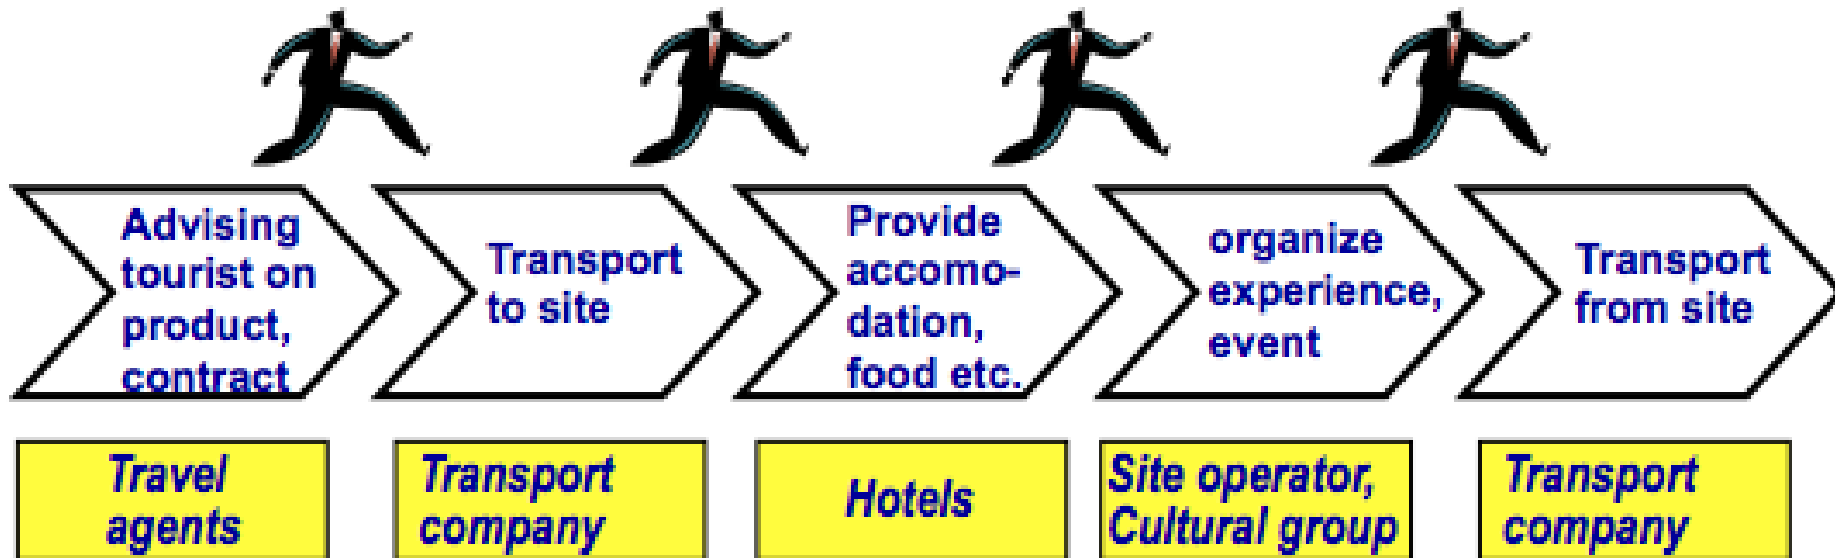 Advising
tourist on
product,
contract
Transport
to site
Provide
accomo-
dation,
food etc.
organize
experience,
event
Transport
from site
Travel
agents
Transport
company
Hotels
Site operator,
Cultural group
Transport
company